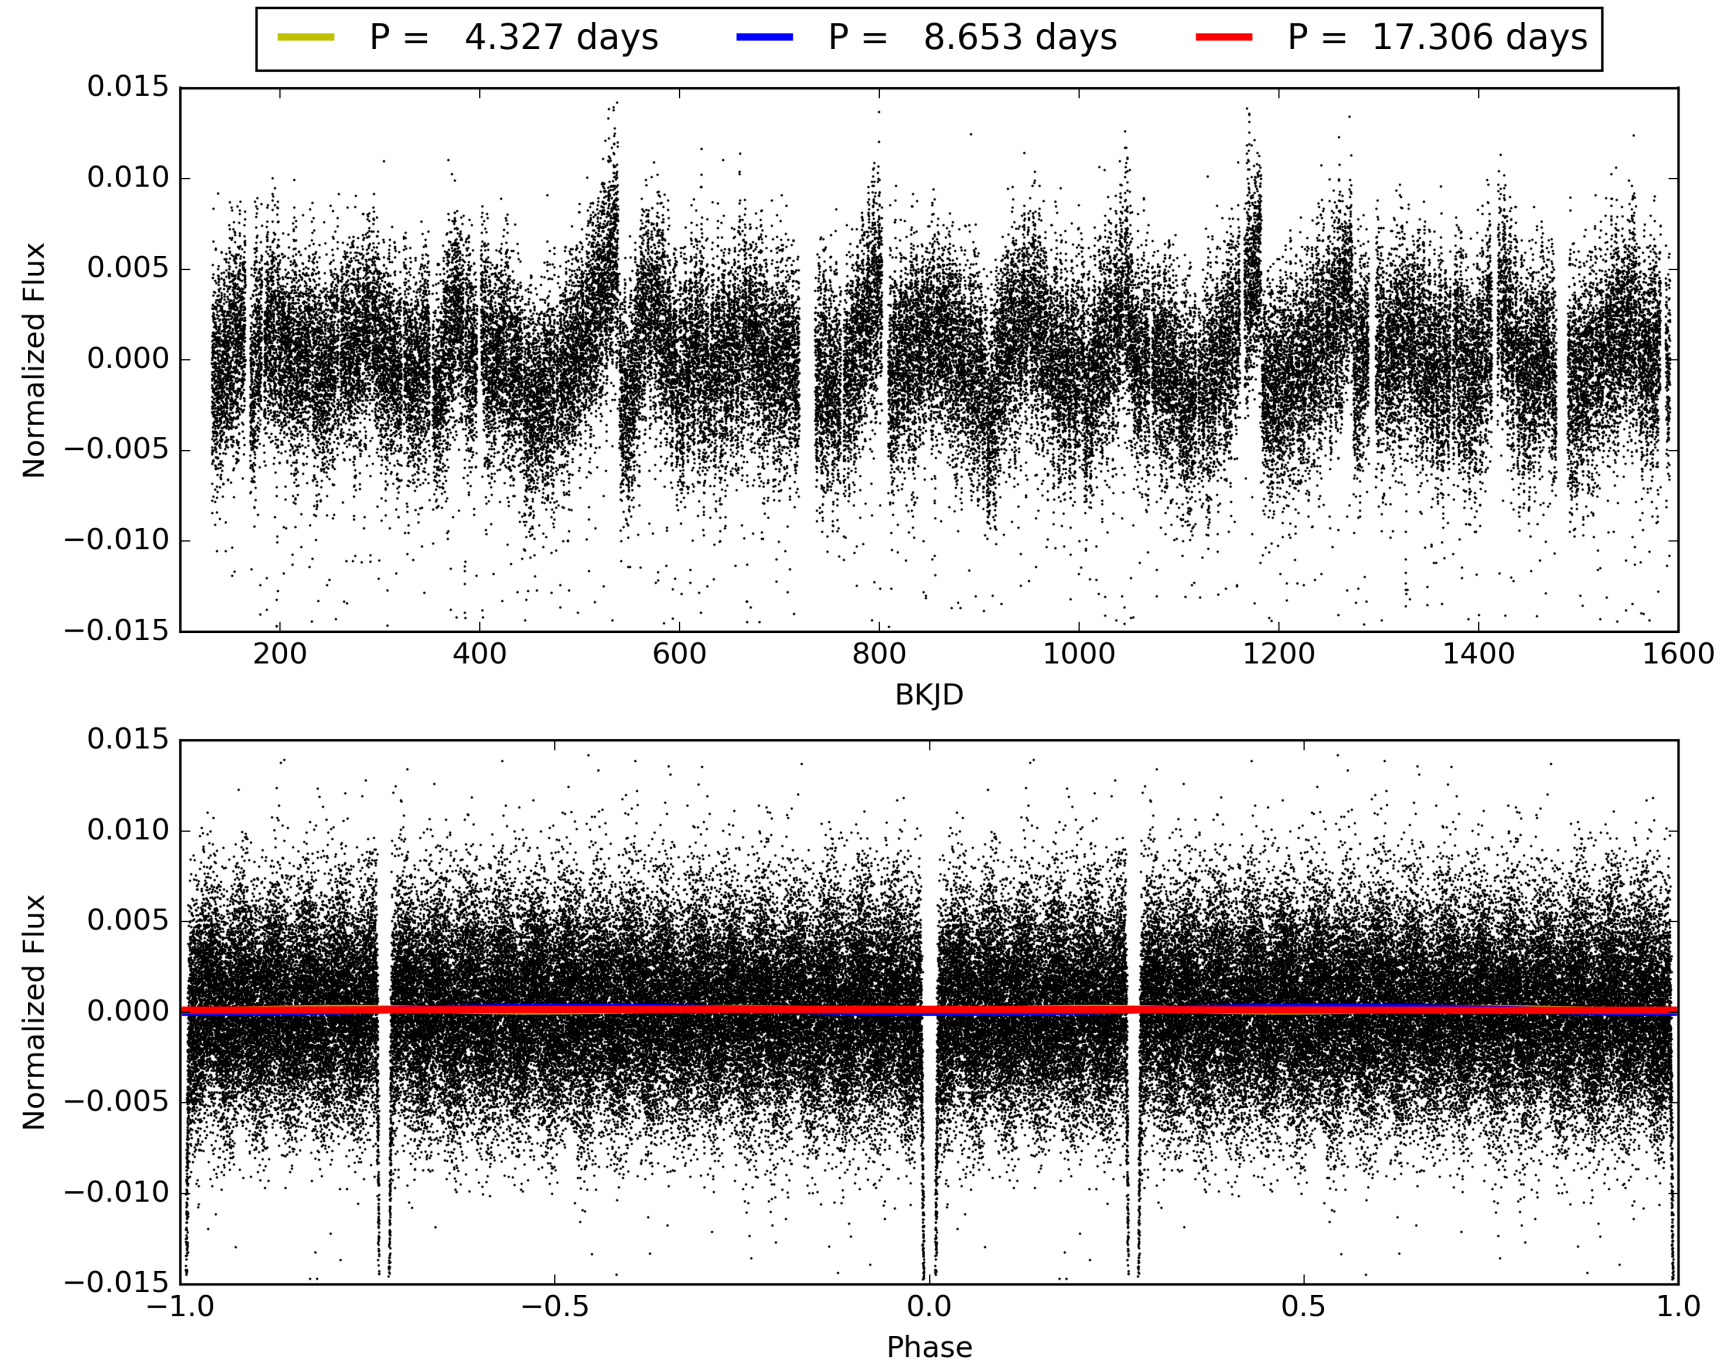 P = 4.327 days P = 8.653 days P = 17.306 days
0.015
0.010
0.005
0.000
−0.005
−0.010
−0.015
Normalized Flux
200 400 600 800 1000 1200 1400 1600
BKJD
0.015
0.010
0.005
0.000
−0.005
−0.010
−0.015
Normalized Flux
−1.0 −0.5 0.0 0.5 1.0
Phase